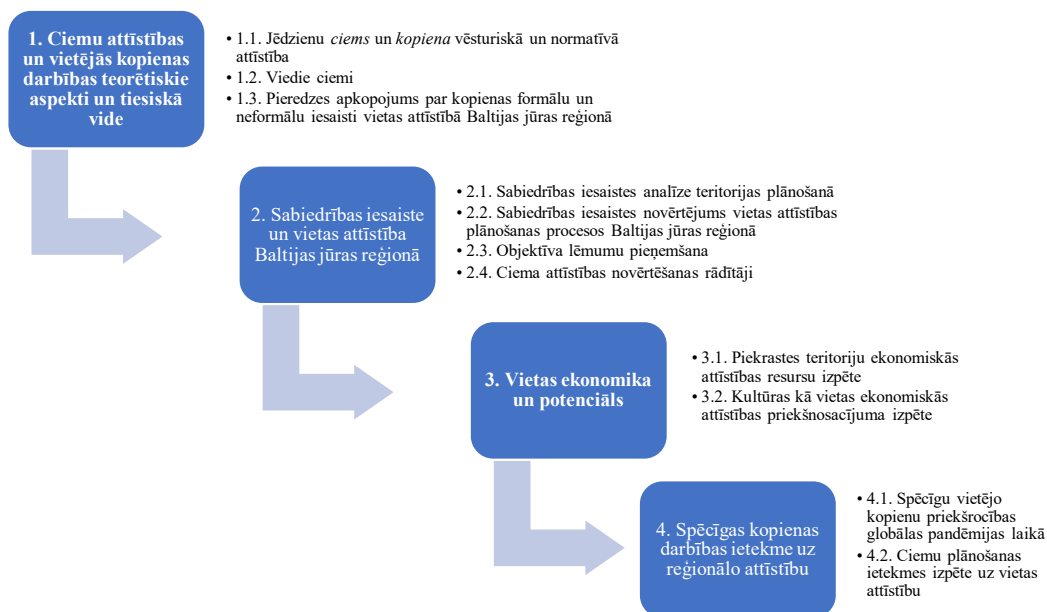 1. Ciemu attīstības
un vietējās kopienas
darbības teorētiskie
aspekti un tiesiskā
vide
• 1.1. Jēdzienu ciems un kopiena vēsturiskā un normatīvā
attīstība
• 1.2. Viedie ciemi
• 1.3. Pieredzes apkopojums par kopienas formālu un
neformālu iesaisti vietas attīstībā Baltijas jūras reģionā
2. Sabiedrības iesaiste
un vietas attīstība
Baltijas jūras reģionā
• 2.1. Sabiedrības iesaistes analīze teritorijas plānošanā
• 2.2. Sabiedrības iesaistes novērtējums vietas attīstības
plānošanas procesos Baltijas jūras reģionā
• 2.3. Objektīva lēmumu pieņemšana
• 2.4. Ciema attīstības novērtēšanas rādītāji
3. Vietas ekonomika
un potenciāls
• 3.1. Piekrastes teritoriju ekonomiskās
attīstības resursu izpēte
• 3.2. Kultūras kā vietas ekonomiskās
attīstības priekšnosacījuma izpēte
4. Spēcīgas kopienas
darbības ietekme uz
reģionālo attīstību
• 4.1. Spēcīgu vietējo
kopienu priekšrocības
globālas pandēmijas laikā
• 4.2. Ciemu plānošanas
ietekmes izpēte uz vietas
attīstību